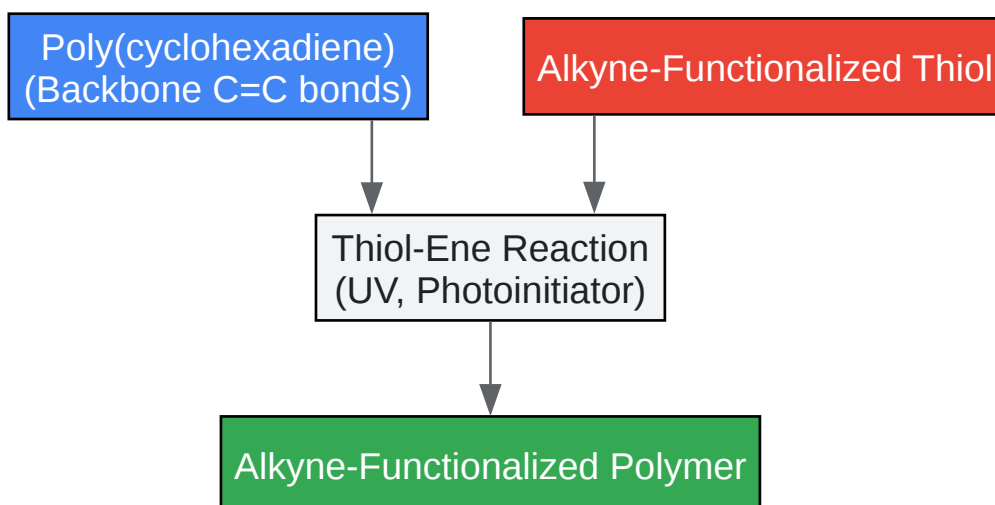 Poly(cyclohexadiene)
(Backbone C=C bonds)
Alkyne-Functionalized Thiol
Thiol-Ene Reaction
(UV, Photoinitiator)
Alkyne-Functionalized Polymer